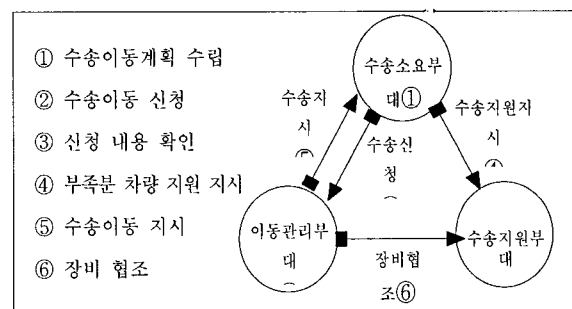 ① 수송이동계획 수립
② 수송이동 신청
③ 신청 내용 확인
④ 부족분 차량 지원 지시
⑤ 수송이동 지시
⑥ 장비 협조
수송소요부
대①
수송지
시
수송신
청
수송지원지
시
이동관리부
대
장비협
조⑥
수송지원부
대